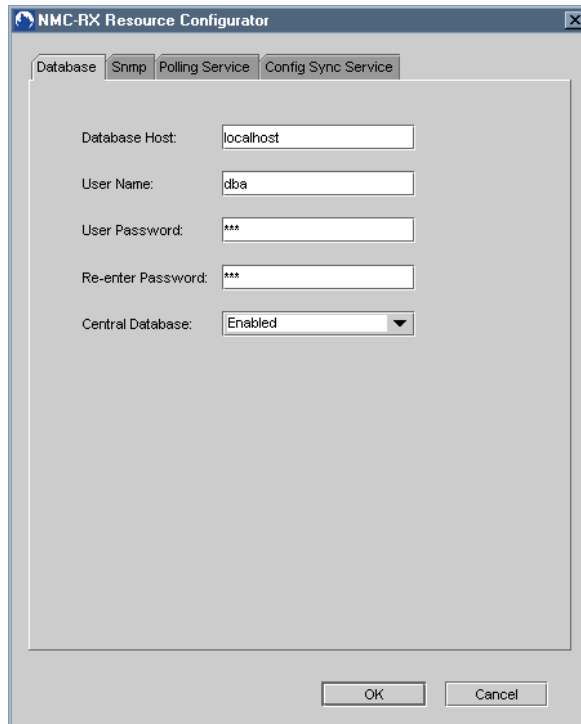 NMC-RX Resource Configurator
Database Snmp Polling Service Config Sync Service
Database Host: localhost
User Name: dba
User Password: ***
Re-enter Password: ***
Central Database: Enabled
OK Cancel